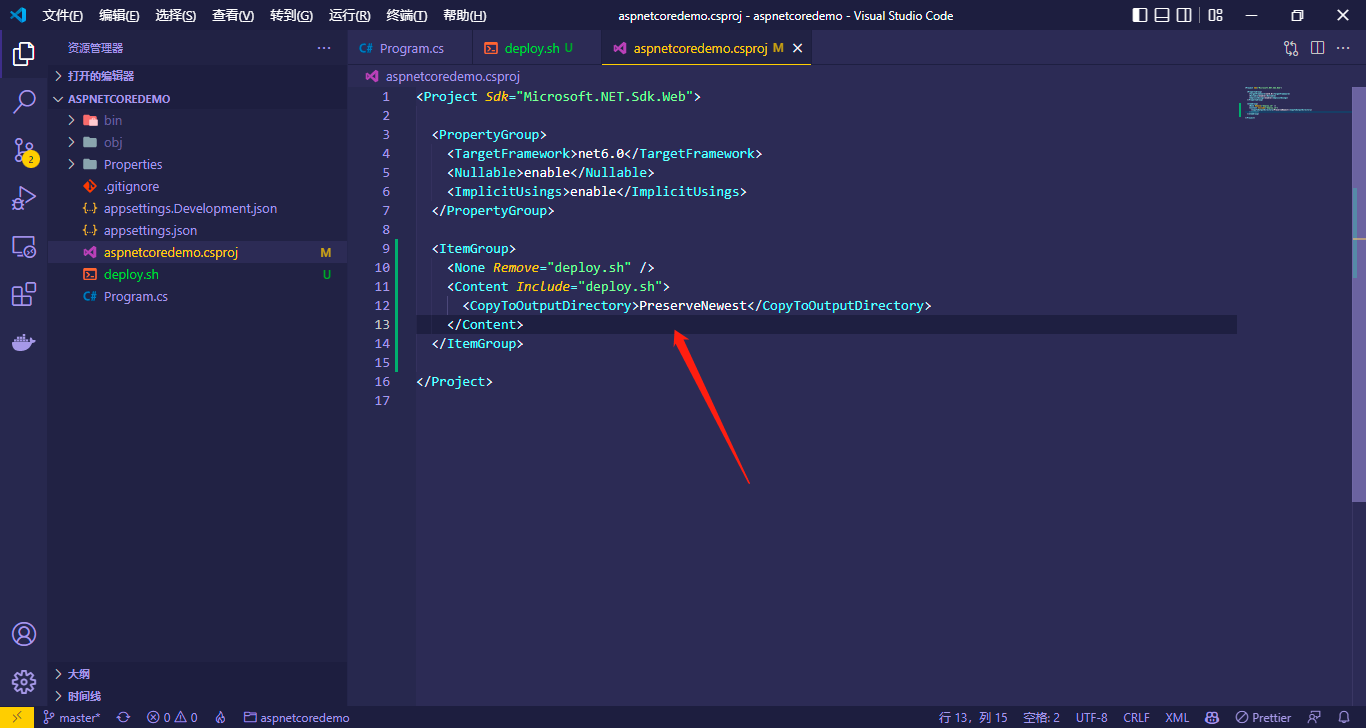 文件(F) 编辑(E) 选择(S) 查看(V) 转到(G) 运行(R) 终端(T) 帮助(H) aspnetcoredemo.csproj - aspnetcoredemo - Visual Studio Code
资源管理器 ···
打开的编辑器
ASPNETCOREDEMO
bin
obj
Properties
.gitignore
{..} appsettings.Development.json
{..} appsettings.json
aspnetcoredemo.csproj M
deploy.sh U
C# Program.cs
大纲
时间线
2
C# Program.cs deploy.sh U aspnetcoredemo.csproj M
aspnetcoredemo.csproj
1 <Project Sdk="Microsoft.NET.Sdk.Web">
2
3 <PropertyGroup>
4 <TargetFramework>net6.0</TargetFramework>
5 <Nullable>enable</Nullable>
6 <ImplicitUsings>enable</ImplicitUsings>
7 </PropertyGroup>
8
9 <ItemGroup>
10 <None Remove="deploy.sh" />
11 <Content Include="deploy.sh">
12 <CopyToOutputDirectory>PreserveNewest</CopyToOutputDirectory>
13 </Content>
14 </ItemGroup>
15
16 </Project>
17
master* 0 0 aspnetcoredemo 行 13，列 15 空格: 2 UTF-8 CRLF XML Prettier